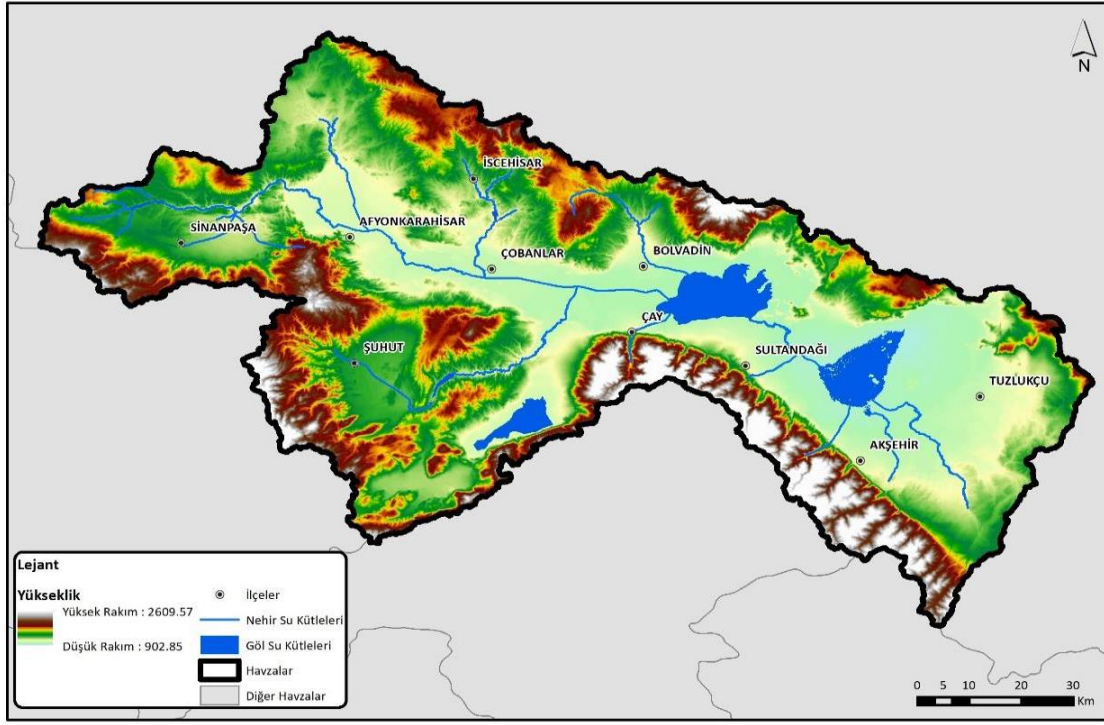 N
İSCEHİSAR
SİNANPAŞA
AFYONKARAHİSAR
ÇOBANLAR
BOLVADİN
ÇAY
ŞUHUT
SULTANDAĞI
TUZLUKÇU
AKŞEHİR
Lejant
Yükseklik
Yüksek Rakım : 2609.57
Düşük Rakım : 902.85
İlçeler
Nehir Su Kütleleri
Göl Su Kütleleri
Havzalar
Diğer Havzalar
0 5 10 20 30
Km